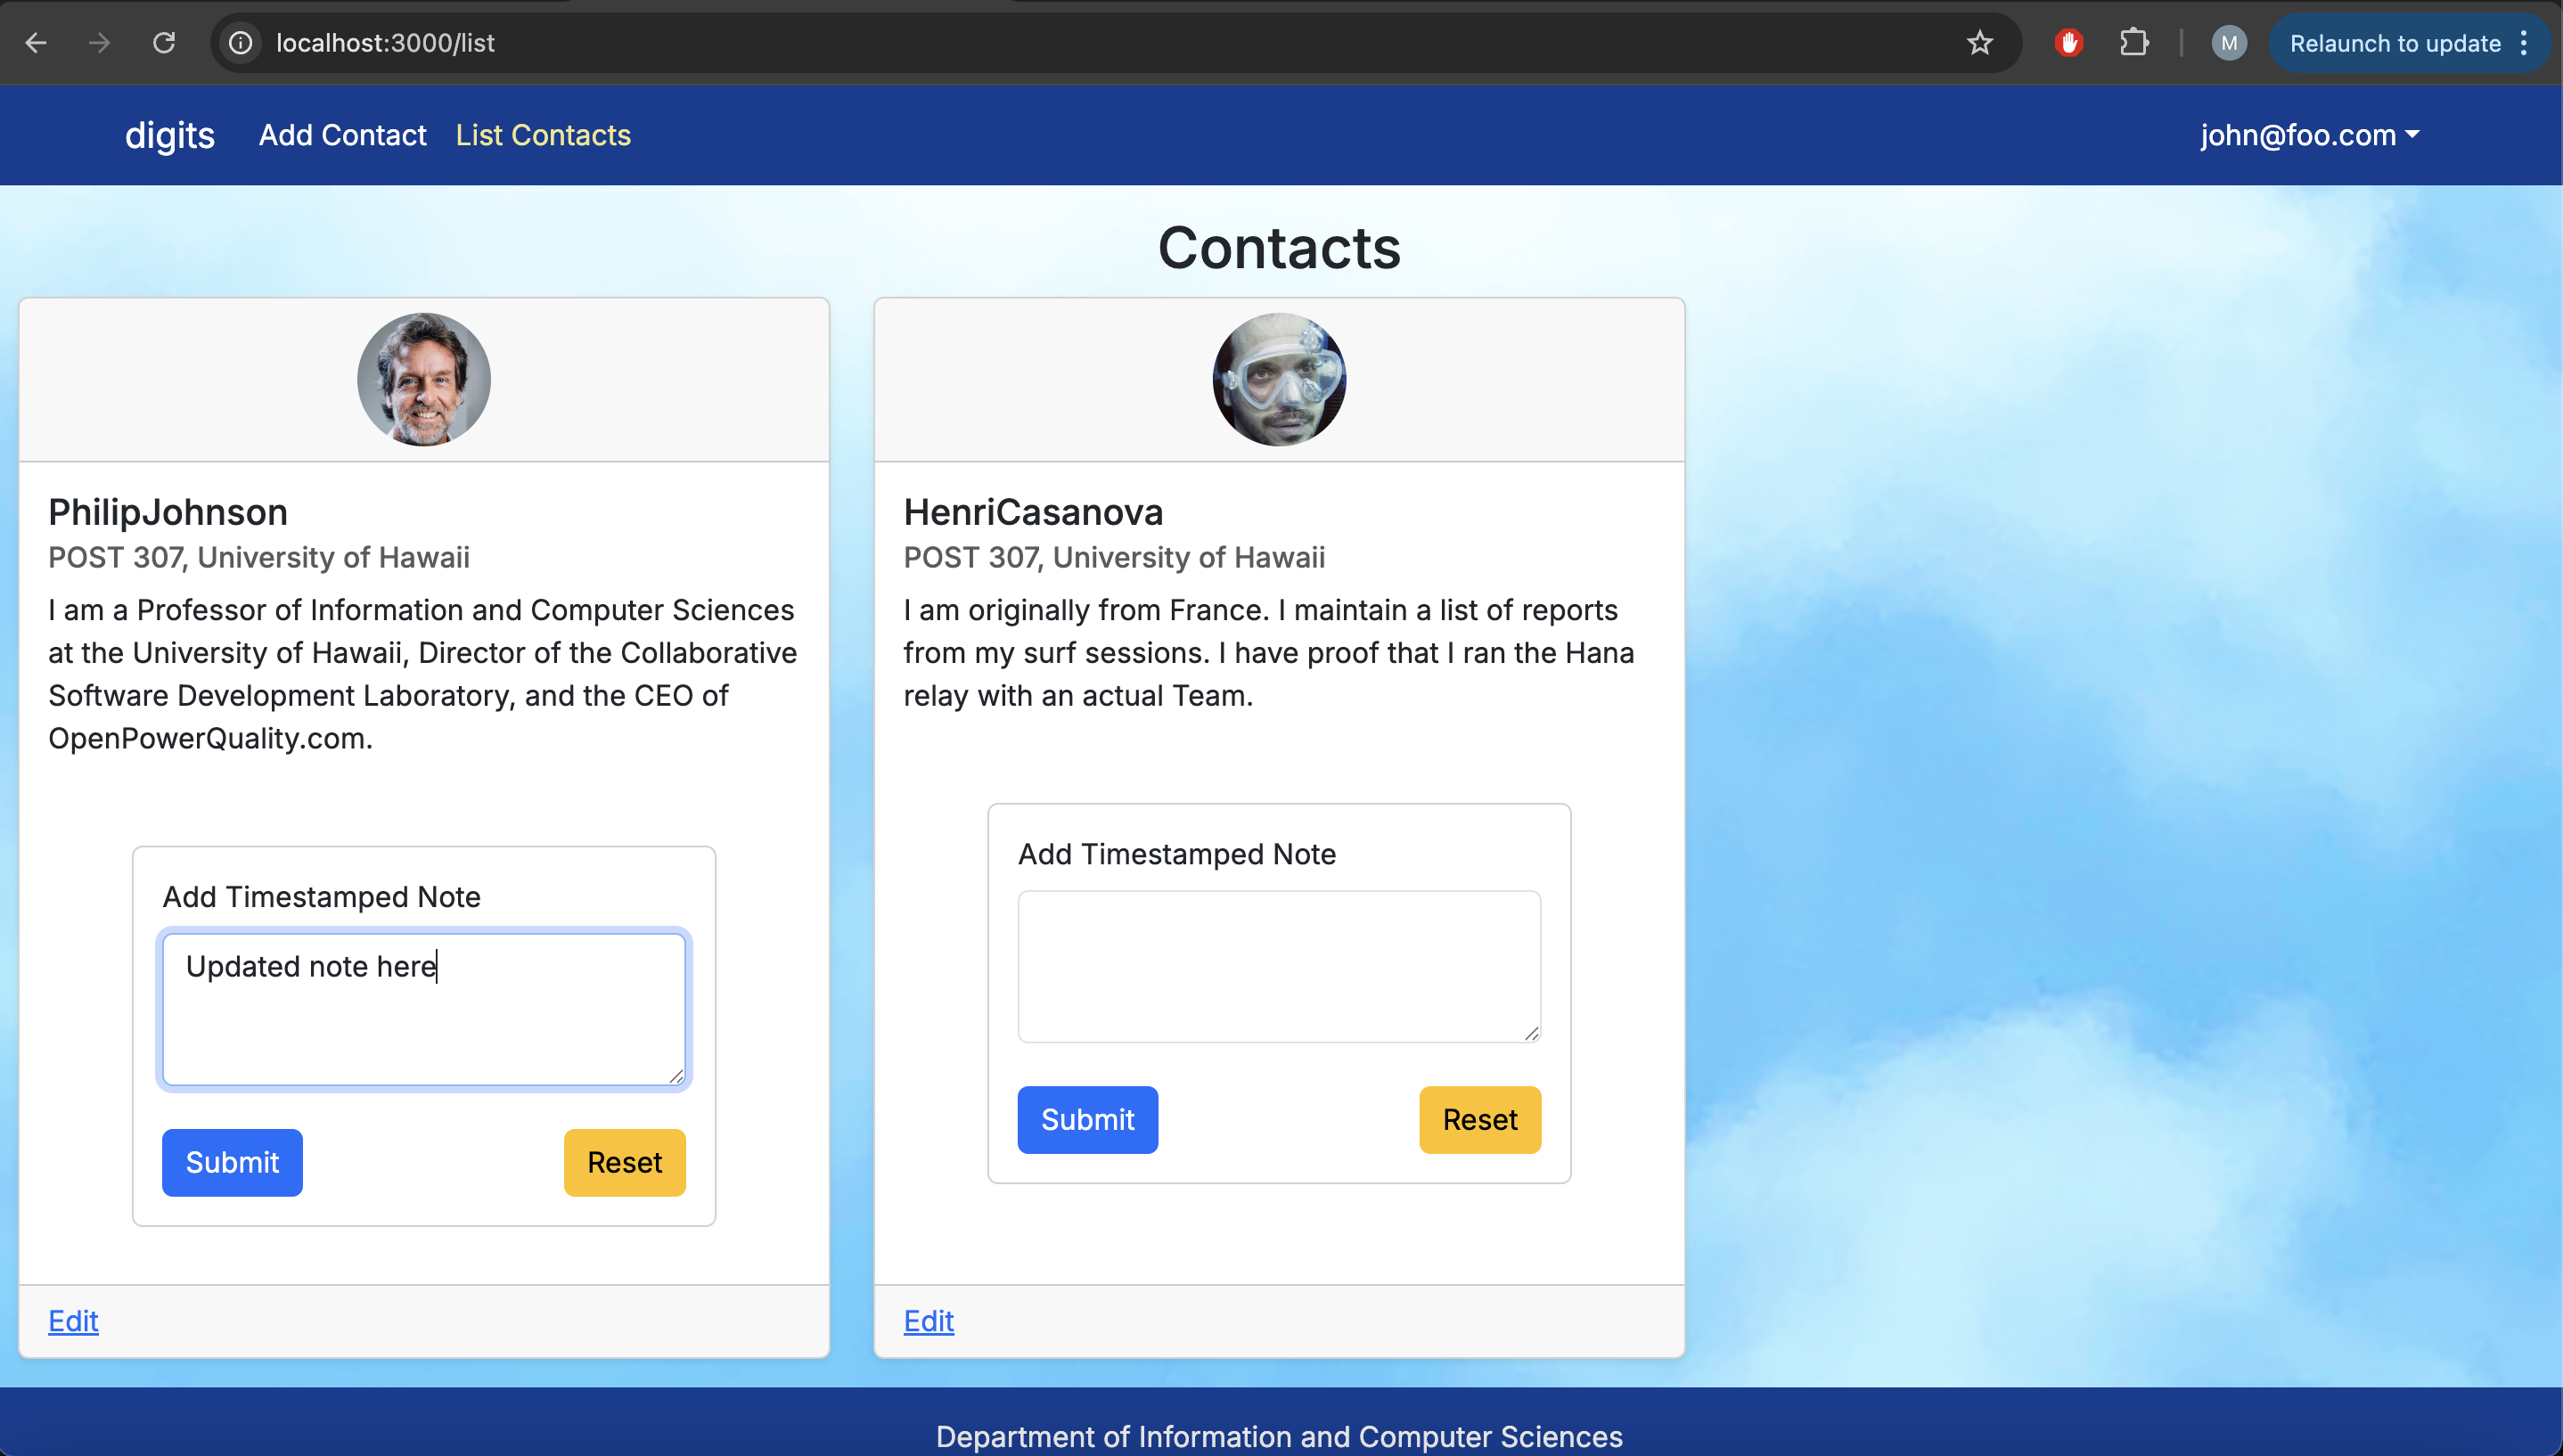 localhost:3000/list
M
Relaunch to update
digits
Add Contact
List Contacts
john@foo.com
Contacts
PhilipJohnson
POST 307, University of Hawaii
I am a Professor of Information and Computer Sciences
at the University of Hawaii, Director of the Collaborative
Software Development Laboratory, and the CEO of
OpenPowerQuality.com.
Add Timestamped Note
Updated note here
Submit
Reset
Edit
HenriCasanova
POST 307, University of Hawaii
I am originally from France. I maintain a list of reports
from my surf sessions. I have proof that I ran the Hana
relay with an actual Team.
Add Timestamped Note
Submit
Reset
Edit
Department of Information and Computer Sciences